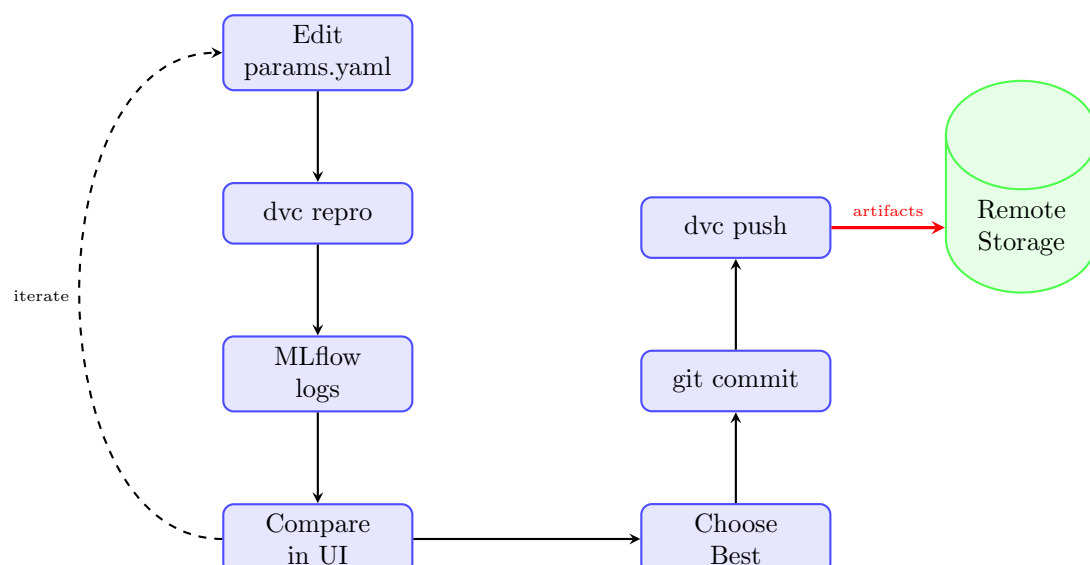 Edit
params.yaml
dvc repro
iterate
MLflow
logs
Compare
in UI
Choose
Best
git commit
dvc push
artifacts
Remote
Storage